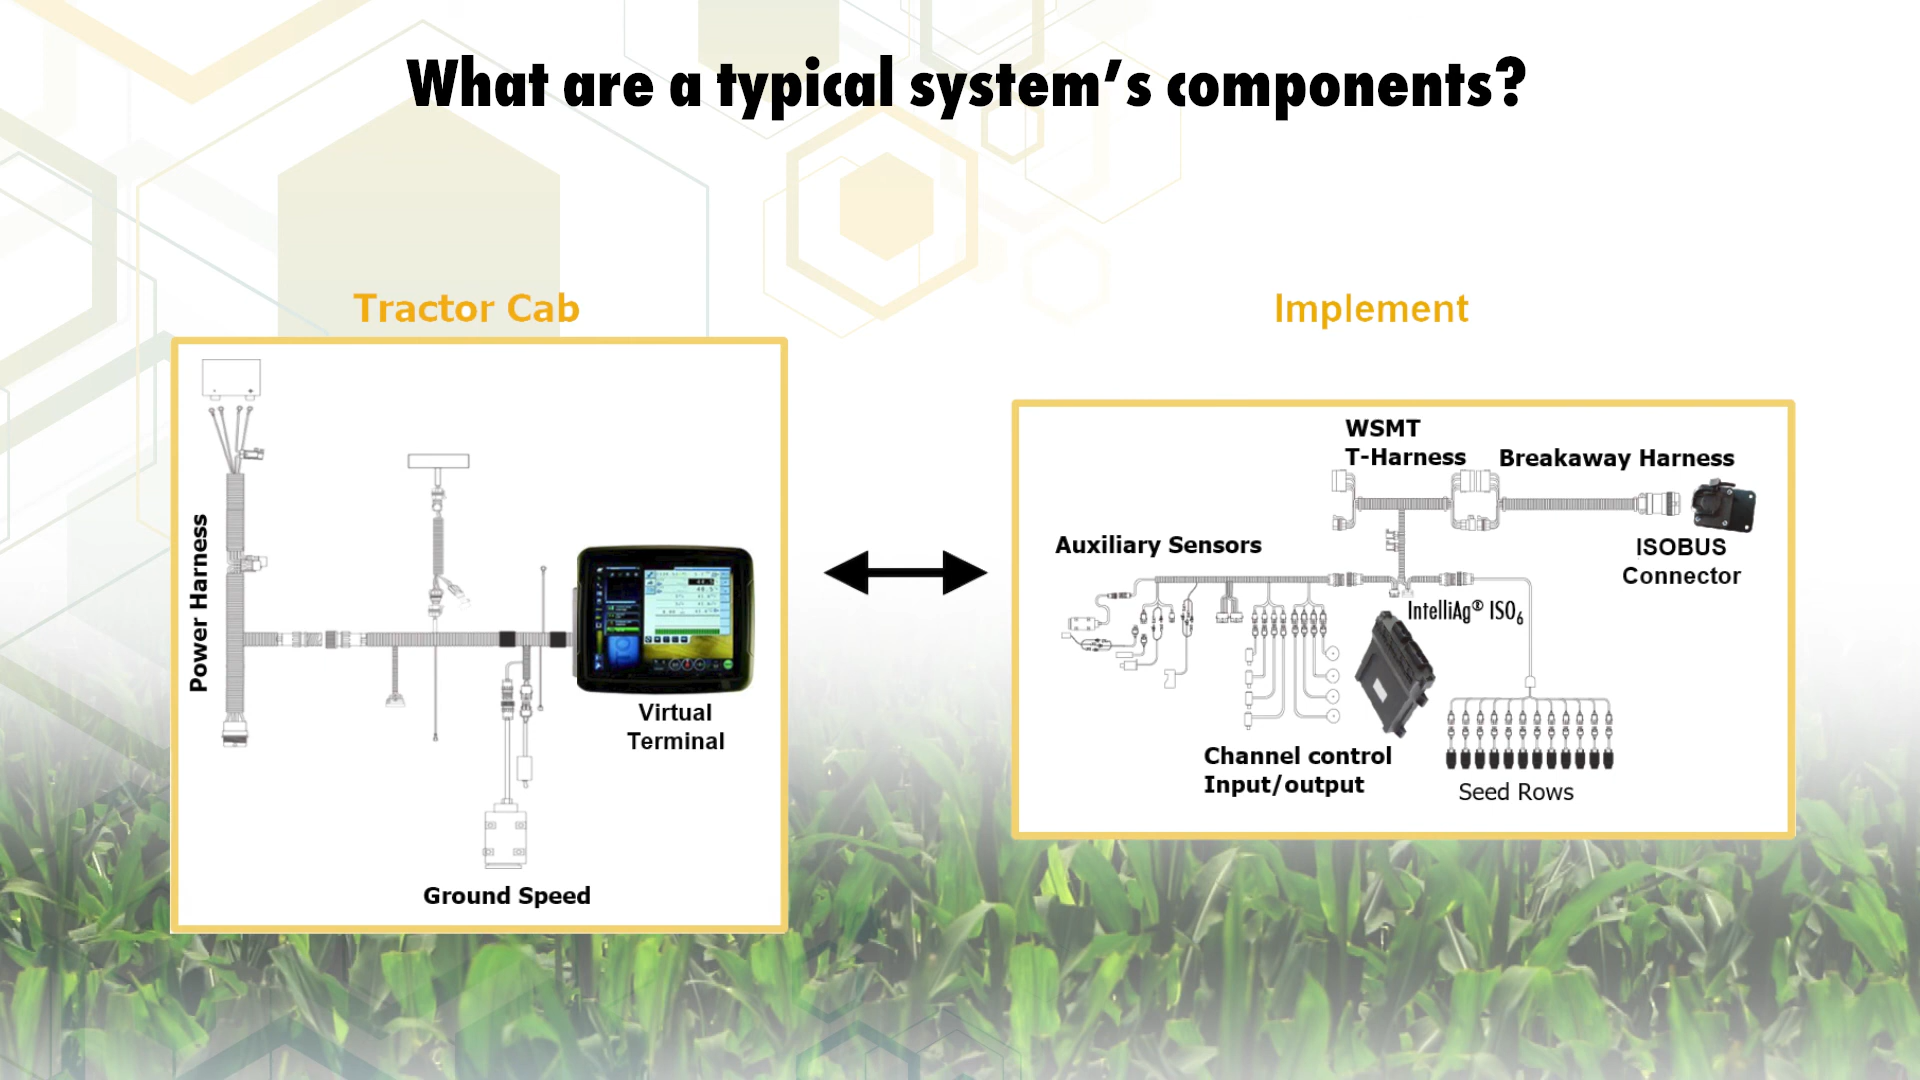 What are a typical system’s components?
Tractor Cab
Power Harness
Virtual
Terminal
Ground Speed
Implement
WSMT
T-Harness
Breakaway Harness
ISOBUS
Connector
Auxiliary Sensors
IntelliAg® ISO6
Channel control
Input/output
Seed Rows